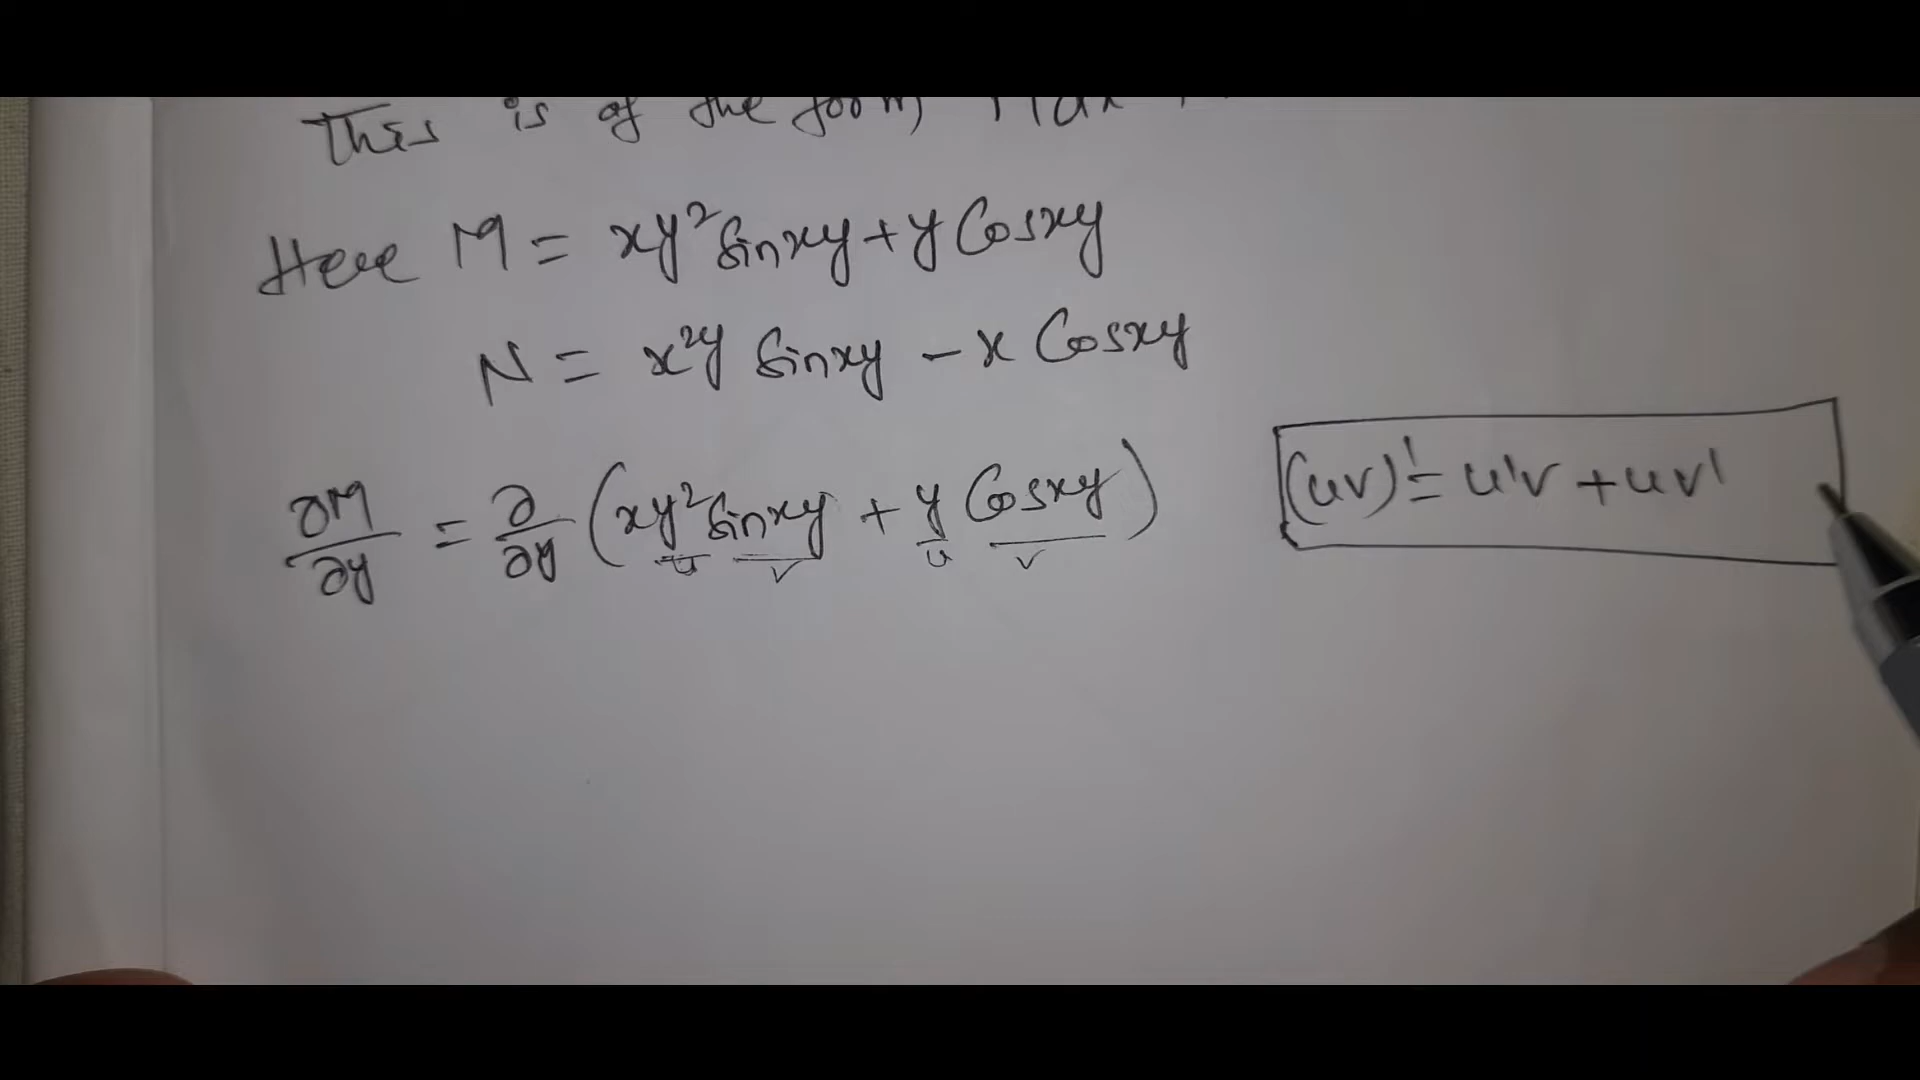 This is of the form
Here M = xy² sinxy + y Cosxy
N = x²y Sinxy − x Cosxy
∂M/∂y = ∂/∂y (xy² sinxy + y Cosxy)
u v u v
(uv)' = u'v + uv'